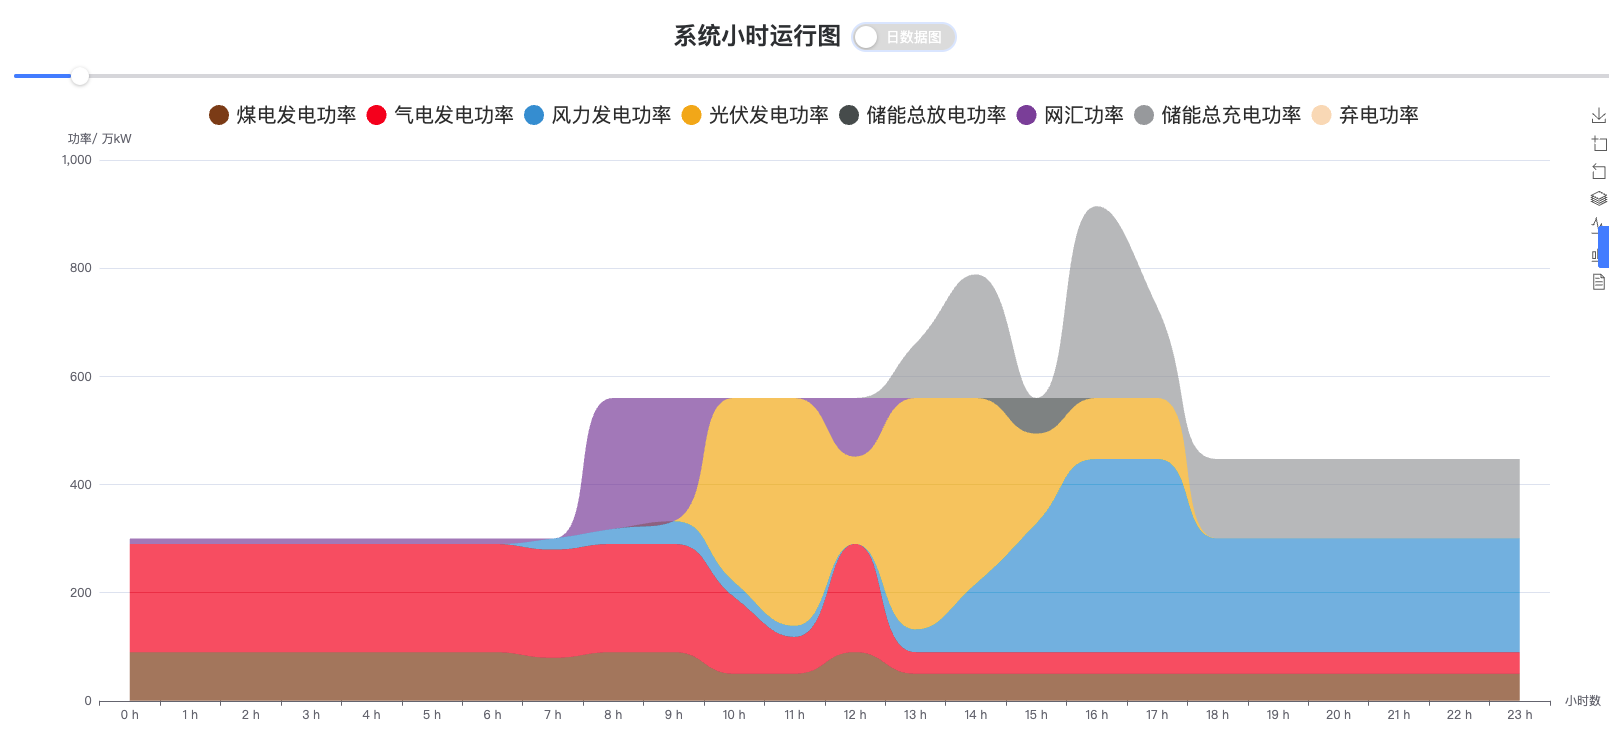 系统小时运行图 日数据图
煤电发电功率 气电发电功率 风力发电功率 光伏发电功率 储能总放电功率 网汇功率 储能总充电功率 弃电功率
功率/ 万kW
1,000
800
600
400
200
0
0 h 1 h 2 h 3 h 4 h 5 h 6 h 7 h 8 h 9 h 10 h 11 h 12 h 13 h 14 h 15 h 16 h 17 h 18 h 19 h 20 h 21 h 22 h 23 h
小时数